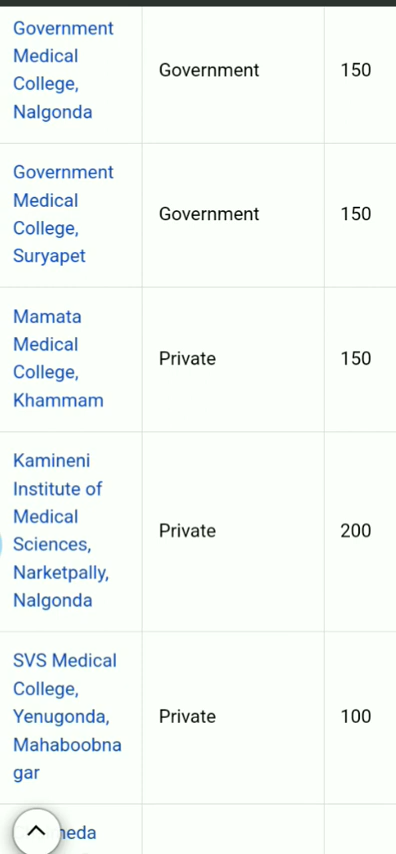 Government
Medical
College,
Nalgonda
Government
150
Government
Medical
College,
Suryapet
Government
150
Mamata
Medical
College,
Khammam
Private
150
Kamineni
Institute of
Medical
Sciences,
Narketpally,
Nalgonda
Private
200
SVS Medical
College,
Yenugonda,
Mahaboobna
gar
Private
100